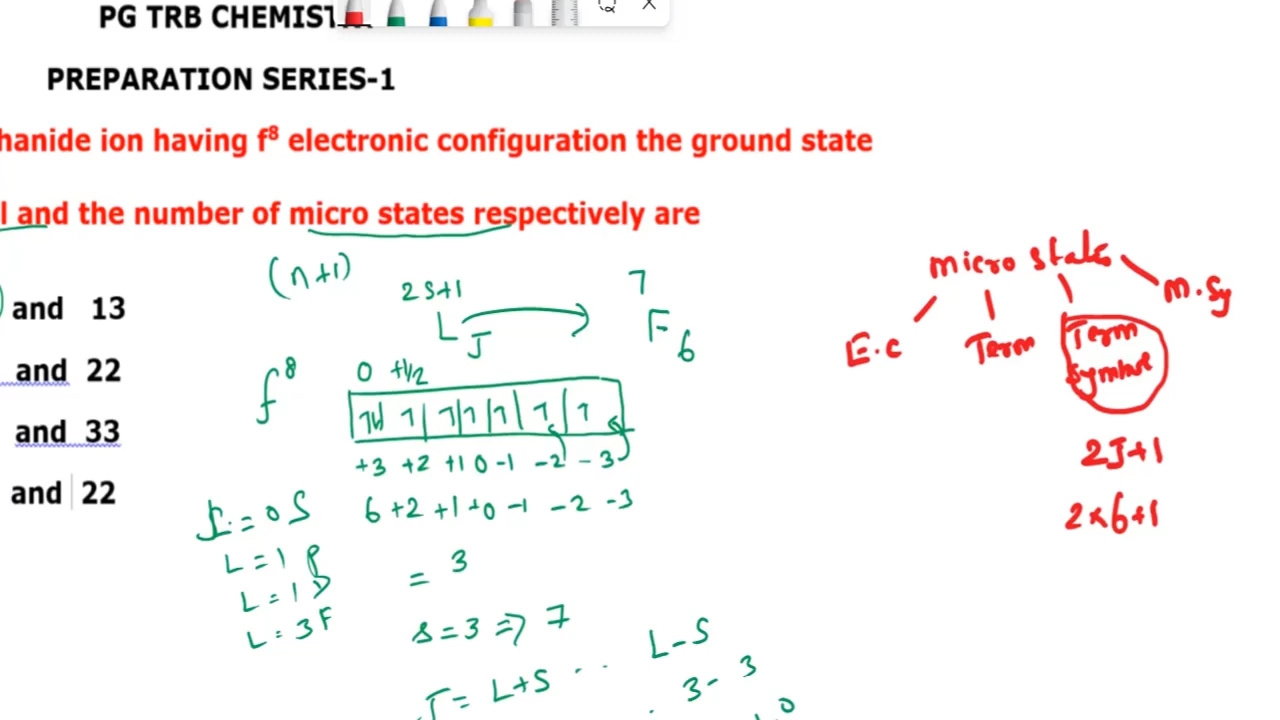 PG TRB CHEMIST
PREPARATION SERIES-1
hanide ion having f⁸ electronic configuration the ground state
l and the number of micro states respectively are
and 13
and 22
and 33
and 22
(n+1)
2S+1
L J
7
F 6
f⁸
0 +1/2
+3 +2 +1 0 -1 -2 -3
6 +2 +1 +0 -1 -2 -3
= 3
L = 0 S
L = 1 P
L = 1 D
L = 3 F
S = 3 => 7
J = L+S .. L-S
3 - 3
0
micro state
E.C Term Term M.Sy
2J+1
2×6+1